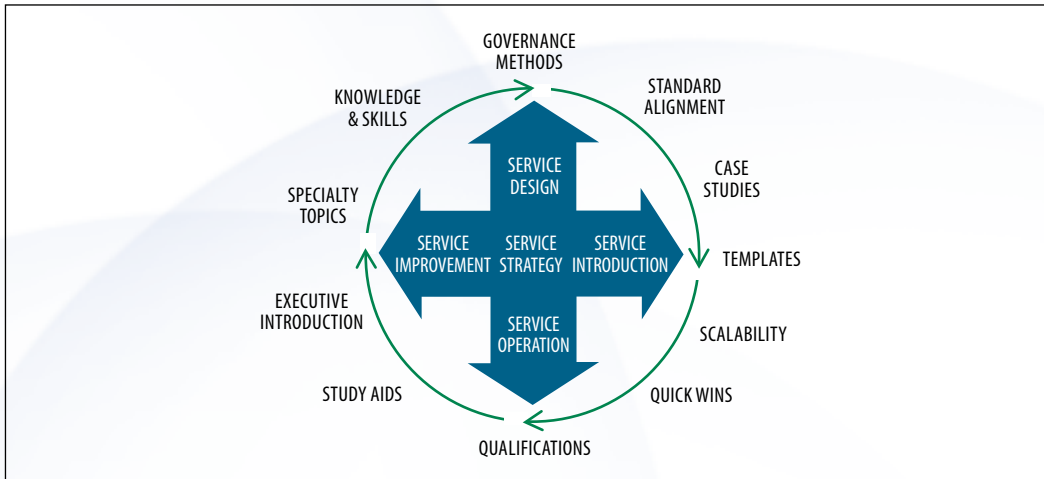 GOVERNANCE
METHODS
STANDARD
ALIGNMENT
CASE
STUDIES
TEMPLATES
SCALABILITY
QUICK WINS
QUALIFICATIONS
STUDY AIDS
EXECUTIVE
INTRODUCTION
SPECIALTY
TOPICS
KNOWLEDGE
& SKILLS
SERVICE
DESIGN
SERVICE
IMPROVEMENT
SERVICE
STRATEGY
SERVICE
INTRODUCTION
SERVICE
OPERATION